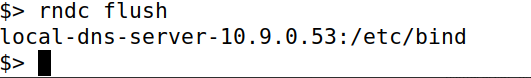 $> rndc flush
local-dns-server-10.9.0.53:/etc/bind
$>